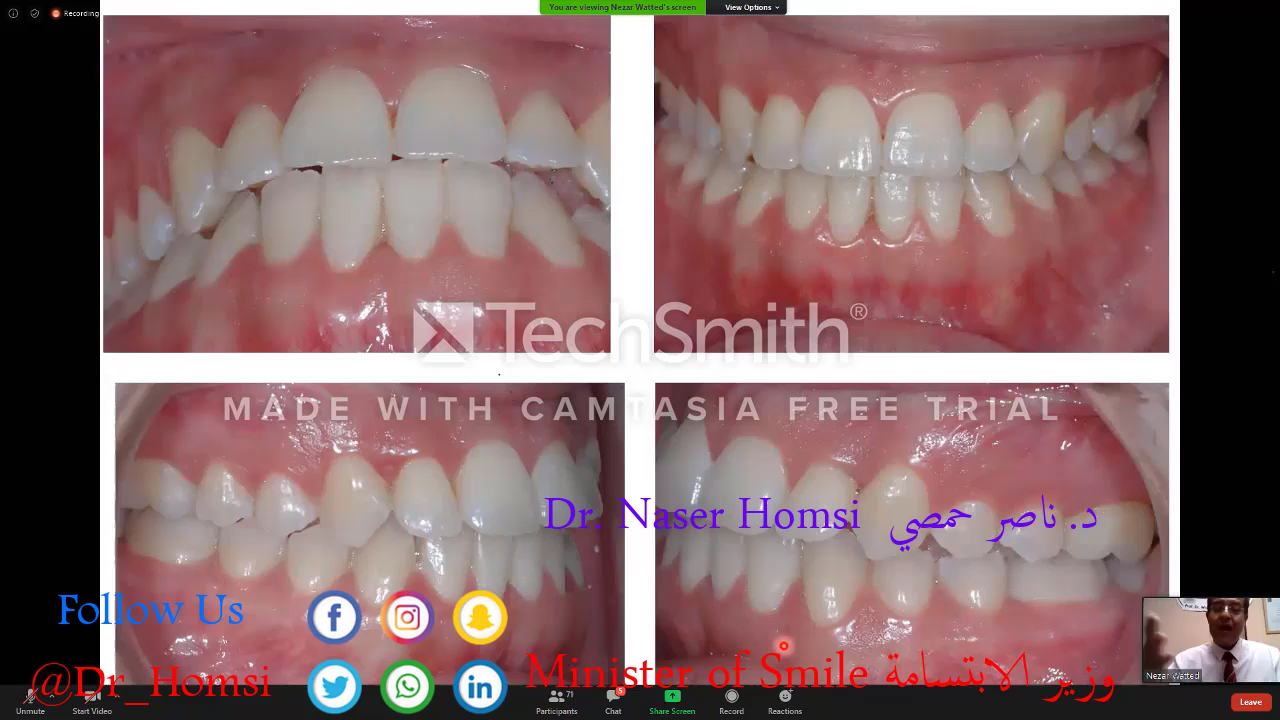 Recording
You are viewing Nezar Watted's screen
View Options
TechSmith®
MADE WITH CAMTASIA FREE TRIAL
Dr. Naser Homsi د. ناصر حمصي
Follow Us
@Dr_Homsi
Minister of Smile وزير الابتسامة
Nezar Watted
Unmute
Start Video
Participants
71
Chat
5
Share Screen
Record
Reactions
Leave